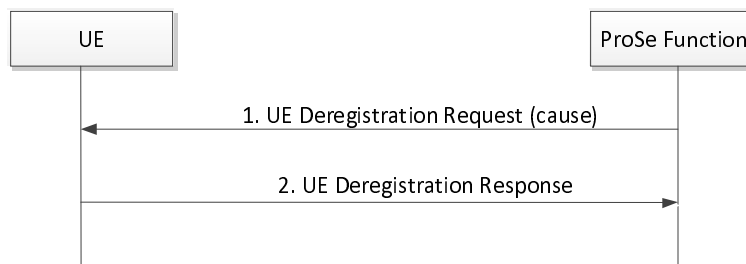 UE
ProSe Function
1. UE Deregistration Request (cause)
2. UE Deregistration Response